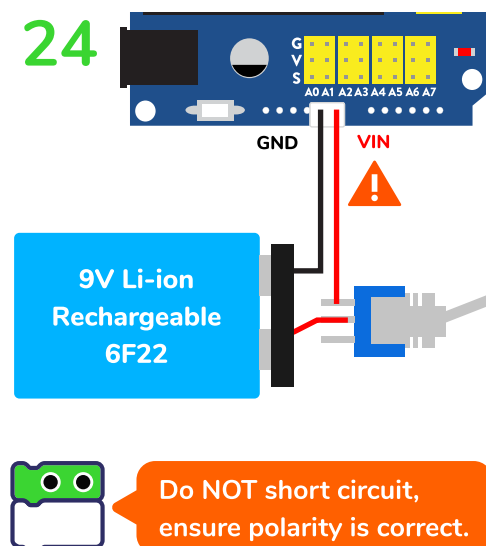 24
G
V
S
A0 A1 A2 A3 A4 A5 A6 A7
GND VIN
9V Li-ion
Rechargeable
6F22
Do NOT short circuit,
ensure polarity is correct.